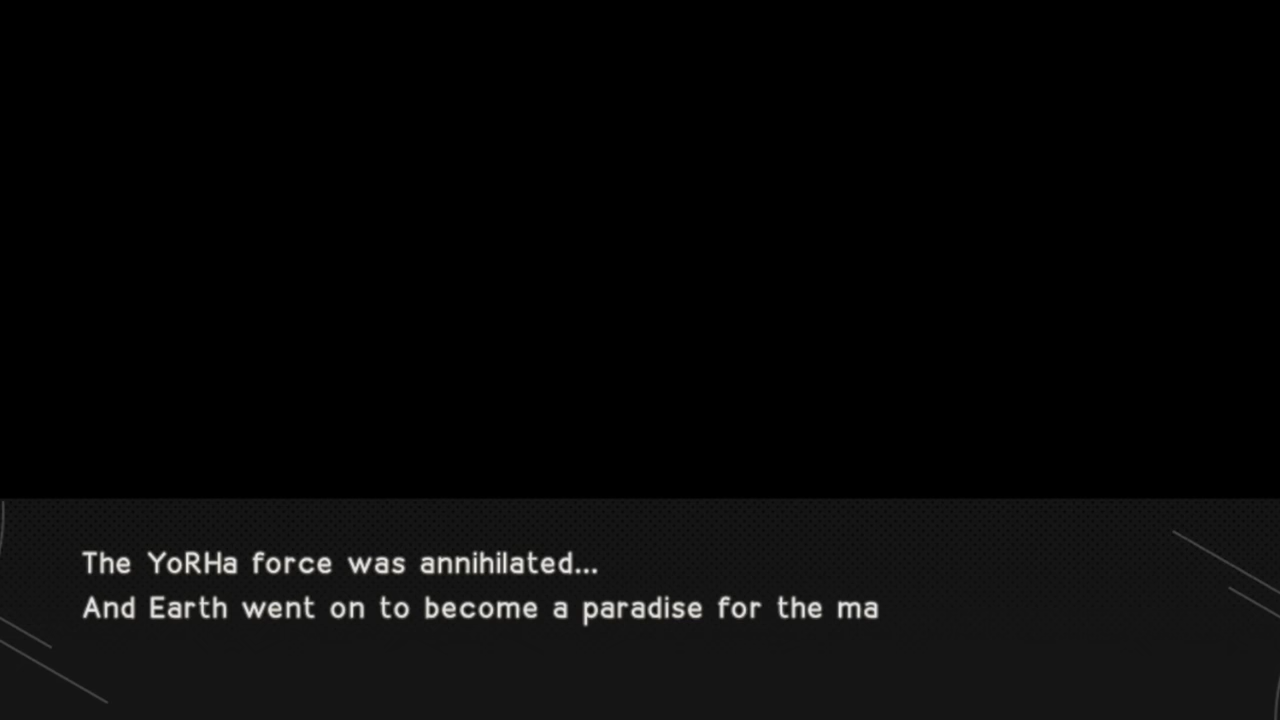 The YoRHa force was annihilated...
And Earth went on to become a paradise for the ma